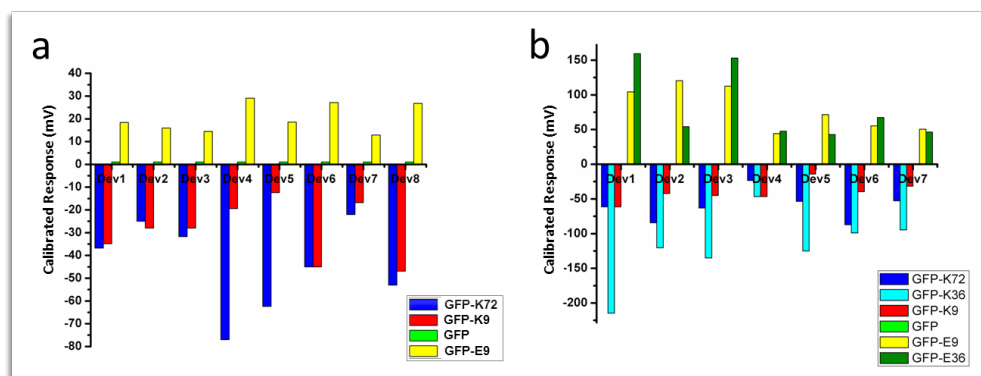 a
Calibrated Response (mV)
40
30
20
10
0
-10
-20
-30
-40
-50
-60
-70
-80
Dev1 Dev2 Dev3 Dev4 Dev5 Dev6 Dev7 Dev8
GFP-K72
GFP-K9
GFP
GFP-E9
b
Calibrated Response (mV)
150
100
50
0
-50
-100
-150
-200
Dev1 Dev2 Dev3 Dev4 Dev5 Dev6 Dev7
GFP-K72
GFP-K36
GFP-K9
GFP
GFP-E9
GFP-E36